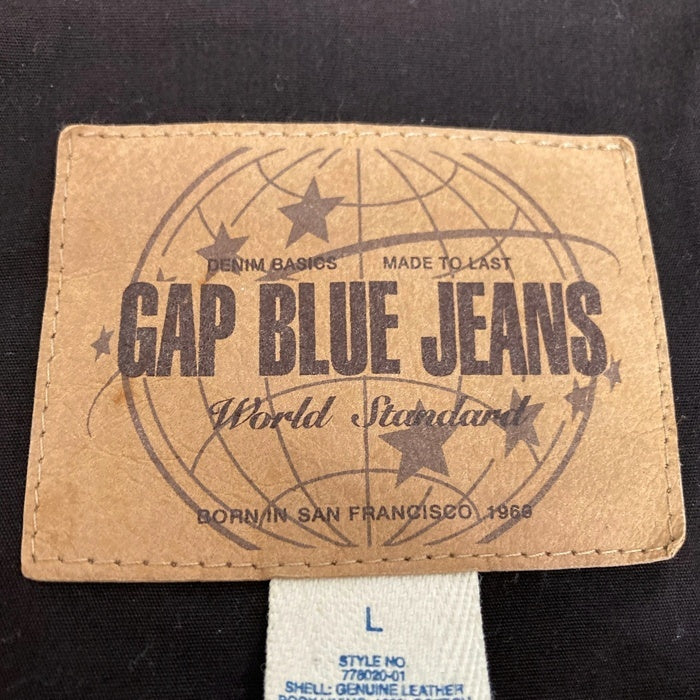 DENIM BASICS MADE TO LAST
GAP BLUE JEANS
World Standard
BORN IN SAN FRANCISCO 1969
L
STYLE NO.
778020-01
SHELL: GENUINE LEATHER